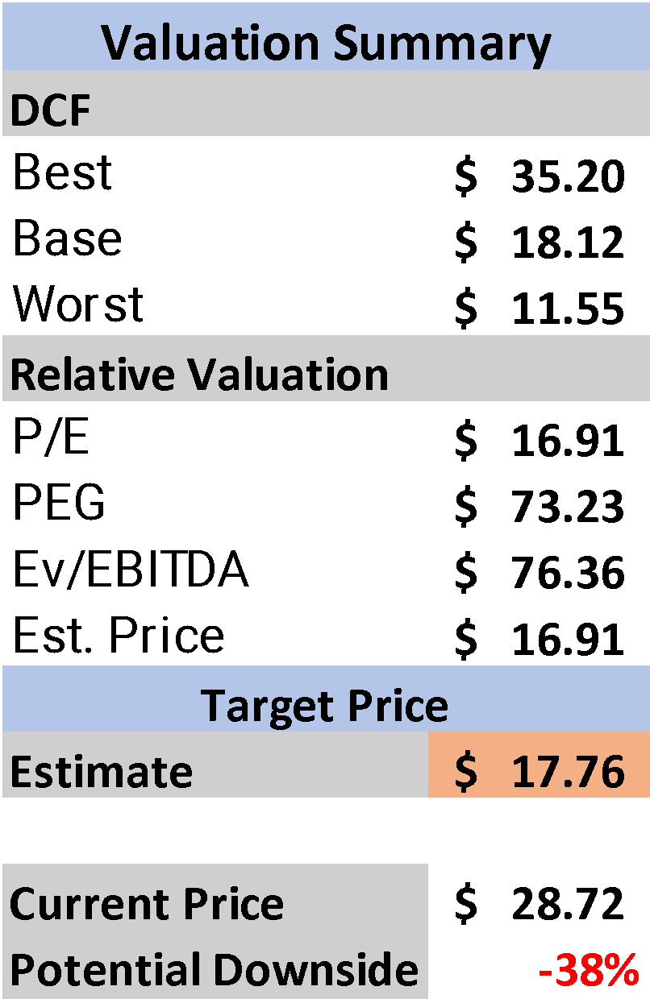 Valuation Summary
DCF
Best $ 35.20
Base $ 18.12
Worst $ 11.55
Relative Valuation
P/E $ 16.91
PEG $ 73.23
Ev/EBITDA $ 76.36
Est. Price $ 16.91
Target Price
Estimate $ 17.76
Current Price $ 28.72
Potential Downside -38%